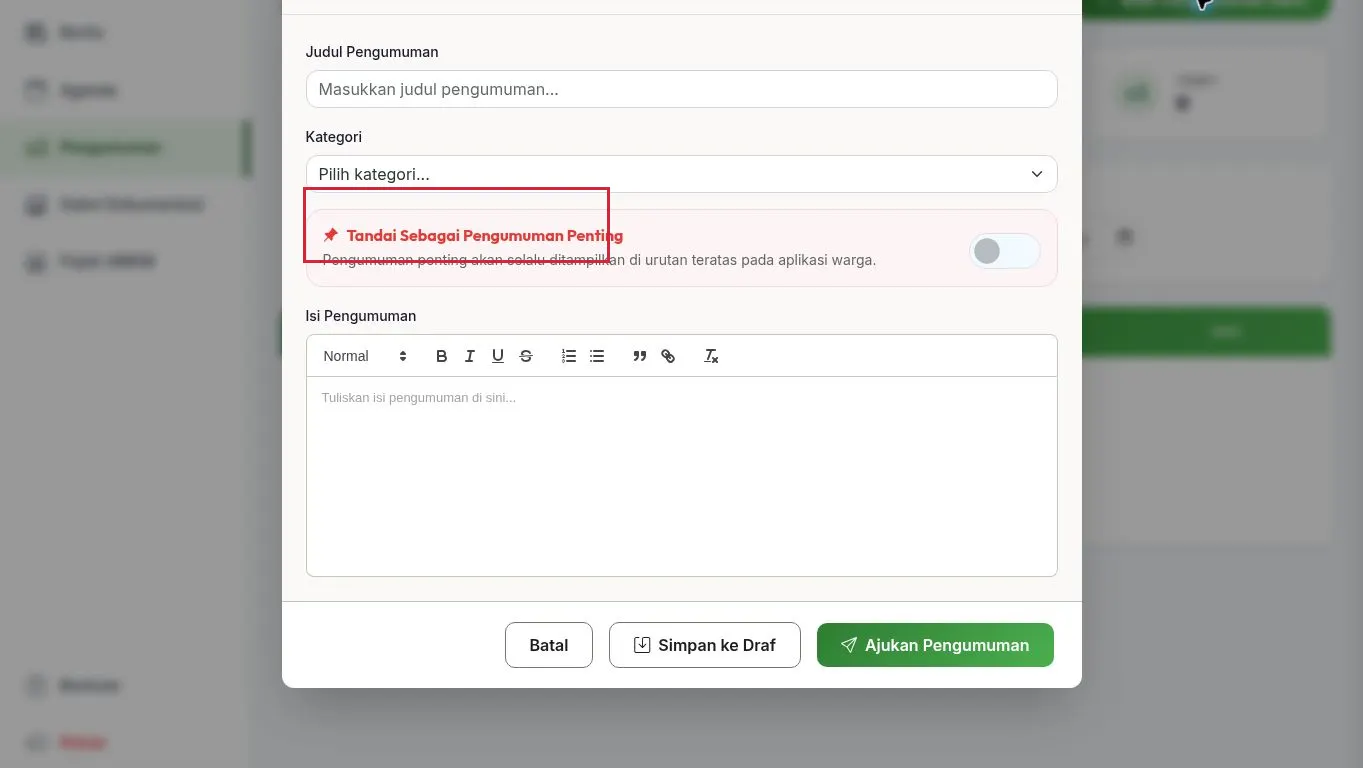 Judul Pengumuman
Masukkan judul pengumuman...
Kategori
Pilih kategori...
Tandai Sebagai Pengumuman Penting
Pengumuman penting akan selalu ditampilkan di urutan teratas pada aplikasi warga.
Isi Pengumuman
Normal
Tuliskan isi pengumuman di sini...
Batal
Simpan ke Draf
Ajukan Pengumuman